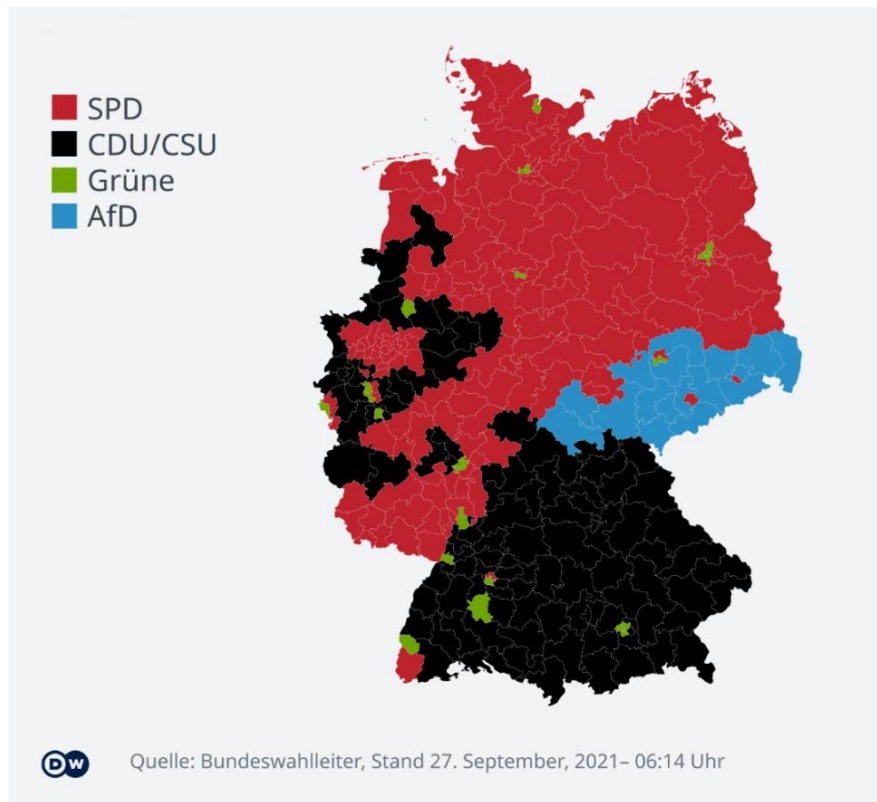 SPD
CDU/CSU
Grüne
AfD
DW
Quelle: Bundeswahlleiter, Stand 27. September, 2021– 06:14 Uhr